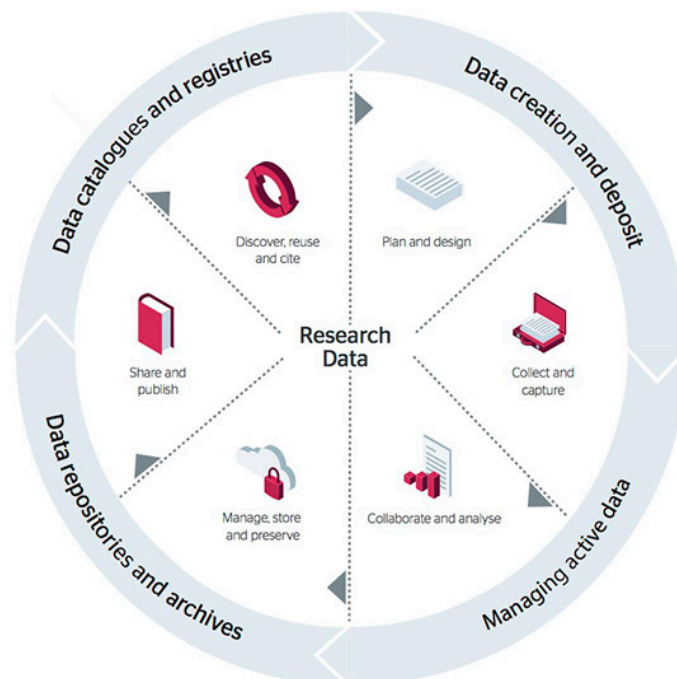 Data catalogues and registries
Data creation and deposit
Discover, reuse
and cite
Plan and design
Research
Data
Share and
publish
Collect and
capture
Manage, store
and preserve
Collaborate and analyse
Data repositories and archives
Managing active data